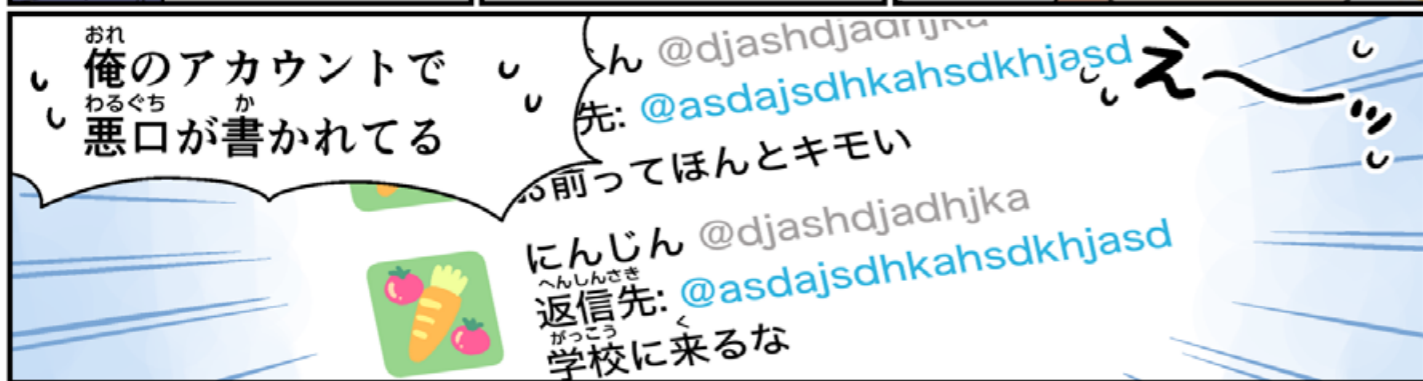 俺のアカウントで
悪口が書かれてる
え〜ッ
ん @djashdjadhjka
先: @asdajsdhkahsdkhjasd
お前ってほんとキモい
にんじん @djashdjadhjka
返信先: @asdajsdhkahsdkhjasd
学校に来るな